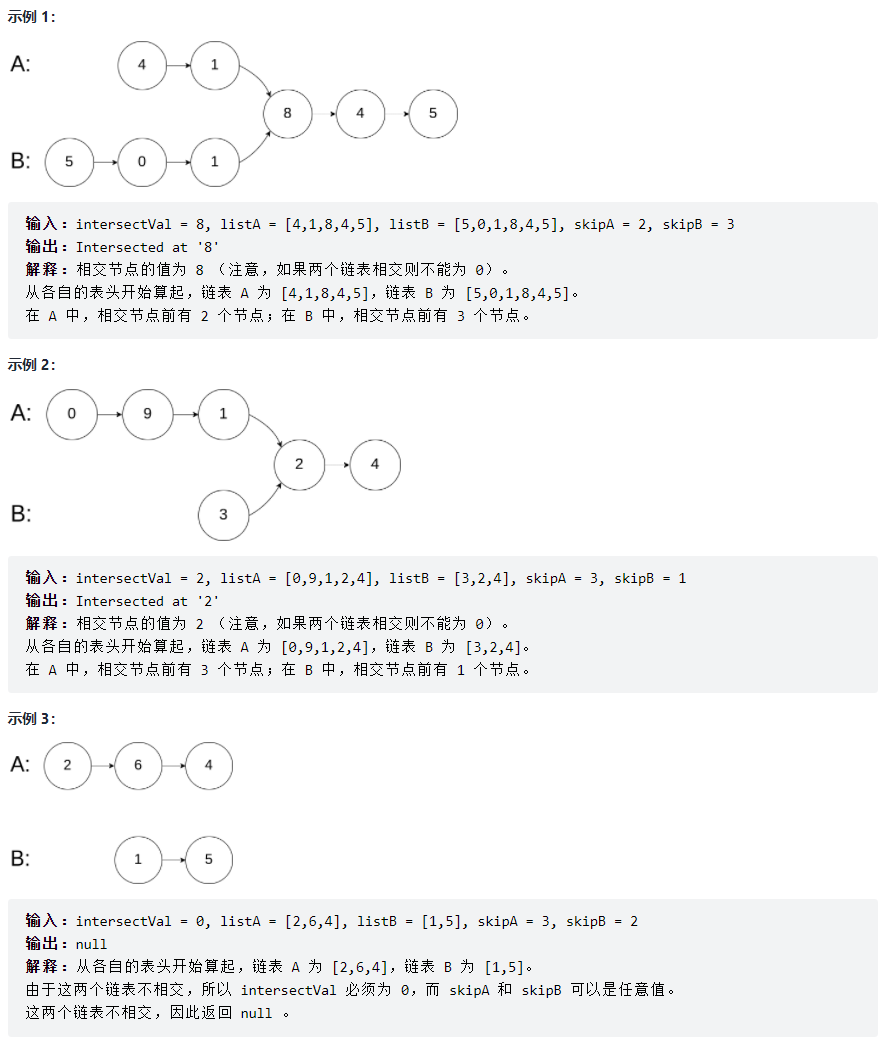 示例 1：
A:
4
1
8
4
5
B:
5
0
1
输入：intersectVal = 8, listA = [4,1,8,4,5], listB = [5,0,1,8,4,5], skipA = 2, skipB = 3
输出：Intersected at '8'
解释：相交节点的值为 8 （注意，如果两个链表相交则不能为 0）。
从各自的表头开始算起，链表 A 为 [4,1,8,4,5]，链表 B 为 [5,0,1,8,4,5]。
在 A 中，相交节点前有 2 个节点；在 B 中，相交节点前有 3 个节点。
示例 2：
A:
0
9
1
2
4
B:
3
输入：intersectVal = 2, listA = [0,9,1,2,4], listB = [3,2,4], skipA = 3, skipB = 1
输出：Intersected at '2'
解释：相交节点的值为 2 （注意，如果两个链表相交则不能为 0）。
从各自的表头开始算起，链表 A 为 [0,9,1,2,4]，链表 B 为 [3,2,4]。
在 A 中，相交节点前有 3 个节点；在 B 中，相交节点前有 1 个节点。
示例 3：
A:
2
6
4
B:
1
5
输入：intersectVal = 0, listA = [2,6,4], listB = [1,5], skipA = 3, skipB = 2
输出：null
解释：从各自的表头开始算起，链表 A 为 [2,6,4]，链表 B 为 [1,5]。
由于这两个链表不相交，所以 intersectVal 必须为 0，而 skipA 和 skipB 可以是任意值。
这两个链表不相交，因此返回 null 。